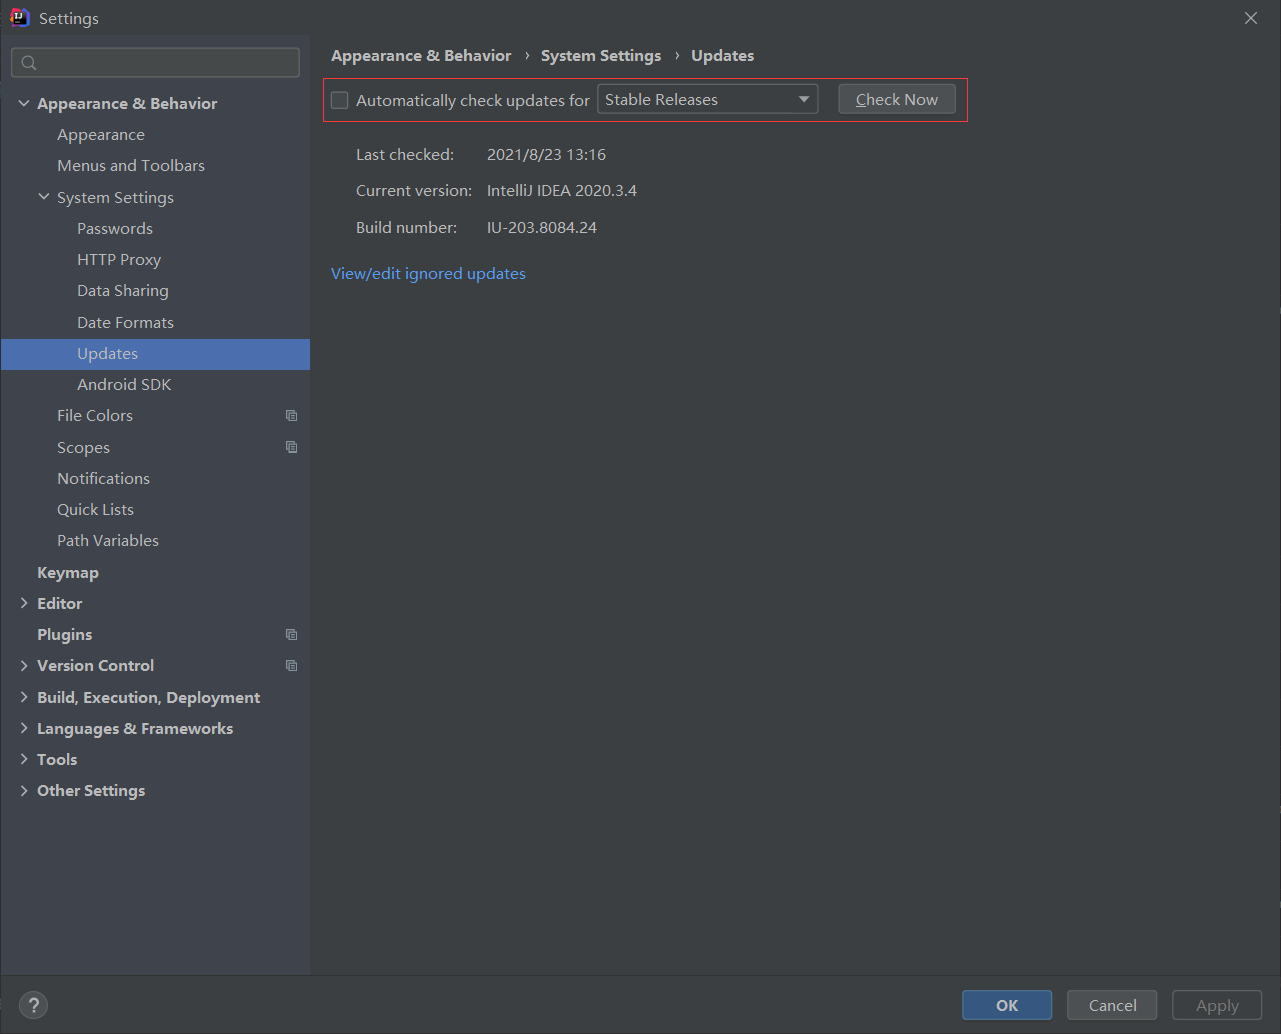 Settings
Appearance & Behavior
Appearance
Menus and Toolbars
System Settings
Passwords
HTTP Proxy
Data Sharing
Date Formats
Updates
Android SDK
File Colors
Scopes
Notifications
Quick Lists
Path Variables
Keymap
Editor
Plugins
Version Control
Build, Execution, Deployment
Languages & Frameworks
Tools
Other Settings
Appearance & Behavior › System Settings › Updates
Automatically check updates for Stable Releases Check Now
Last checked: 2021/8/23 13:16
Current version: IntelliJ IDEA 2020.3.4
Build number: IU-203.8084.24
View/edit ignored updates
? OK Cancel Apply